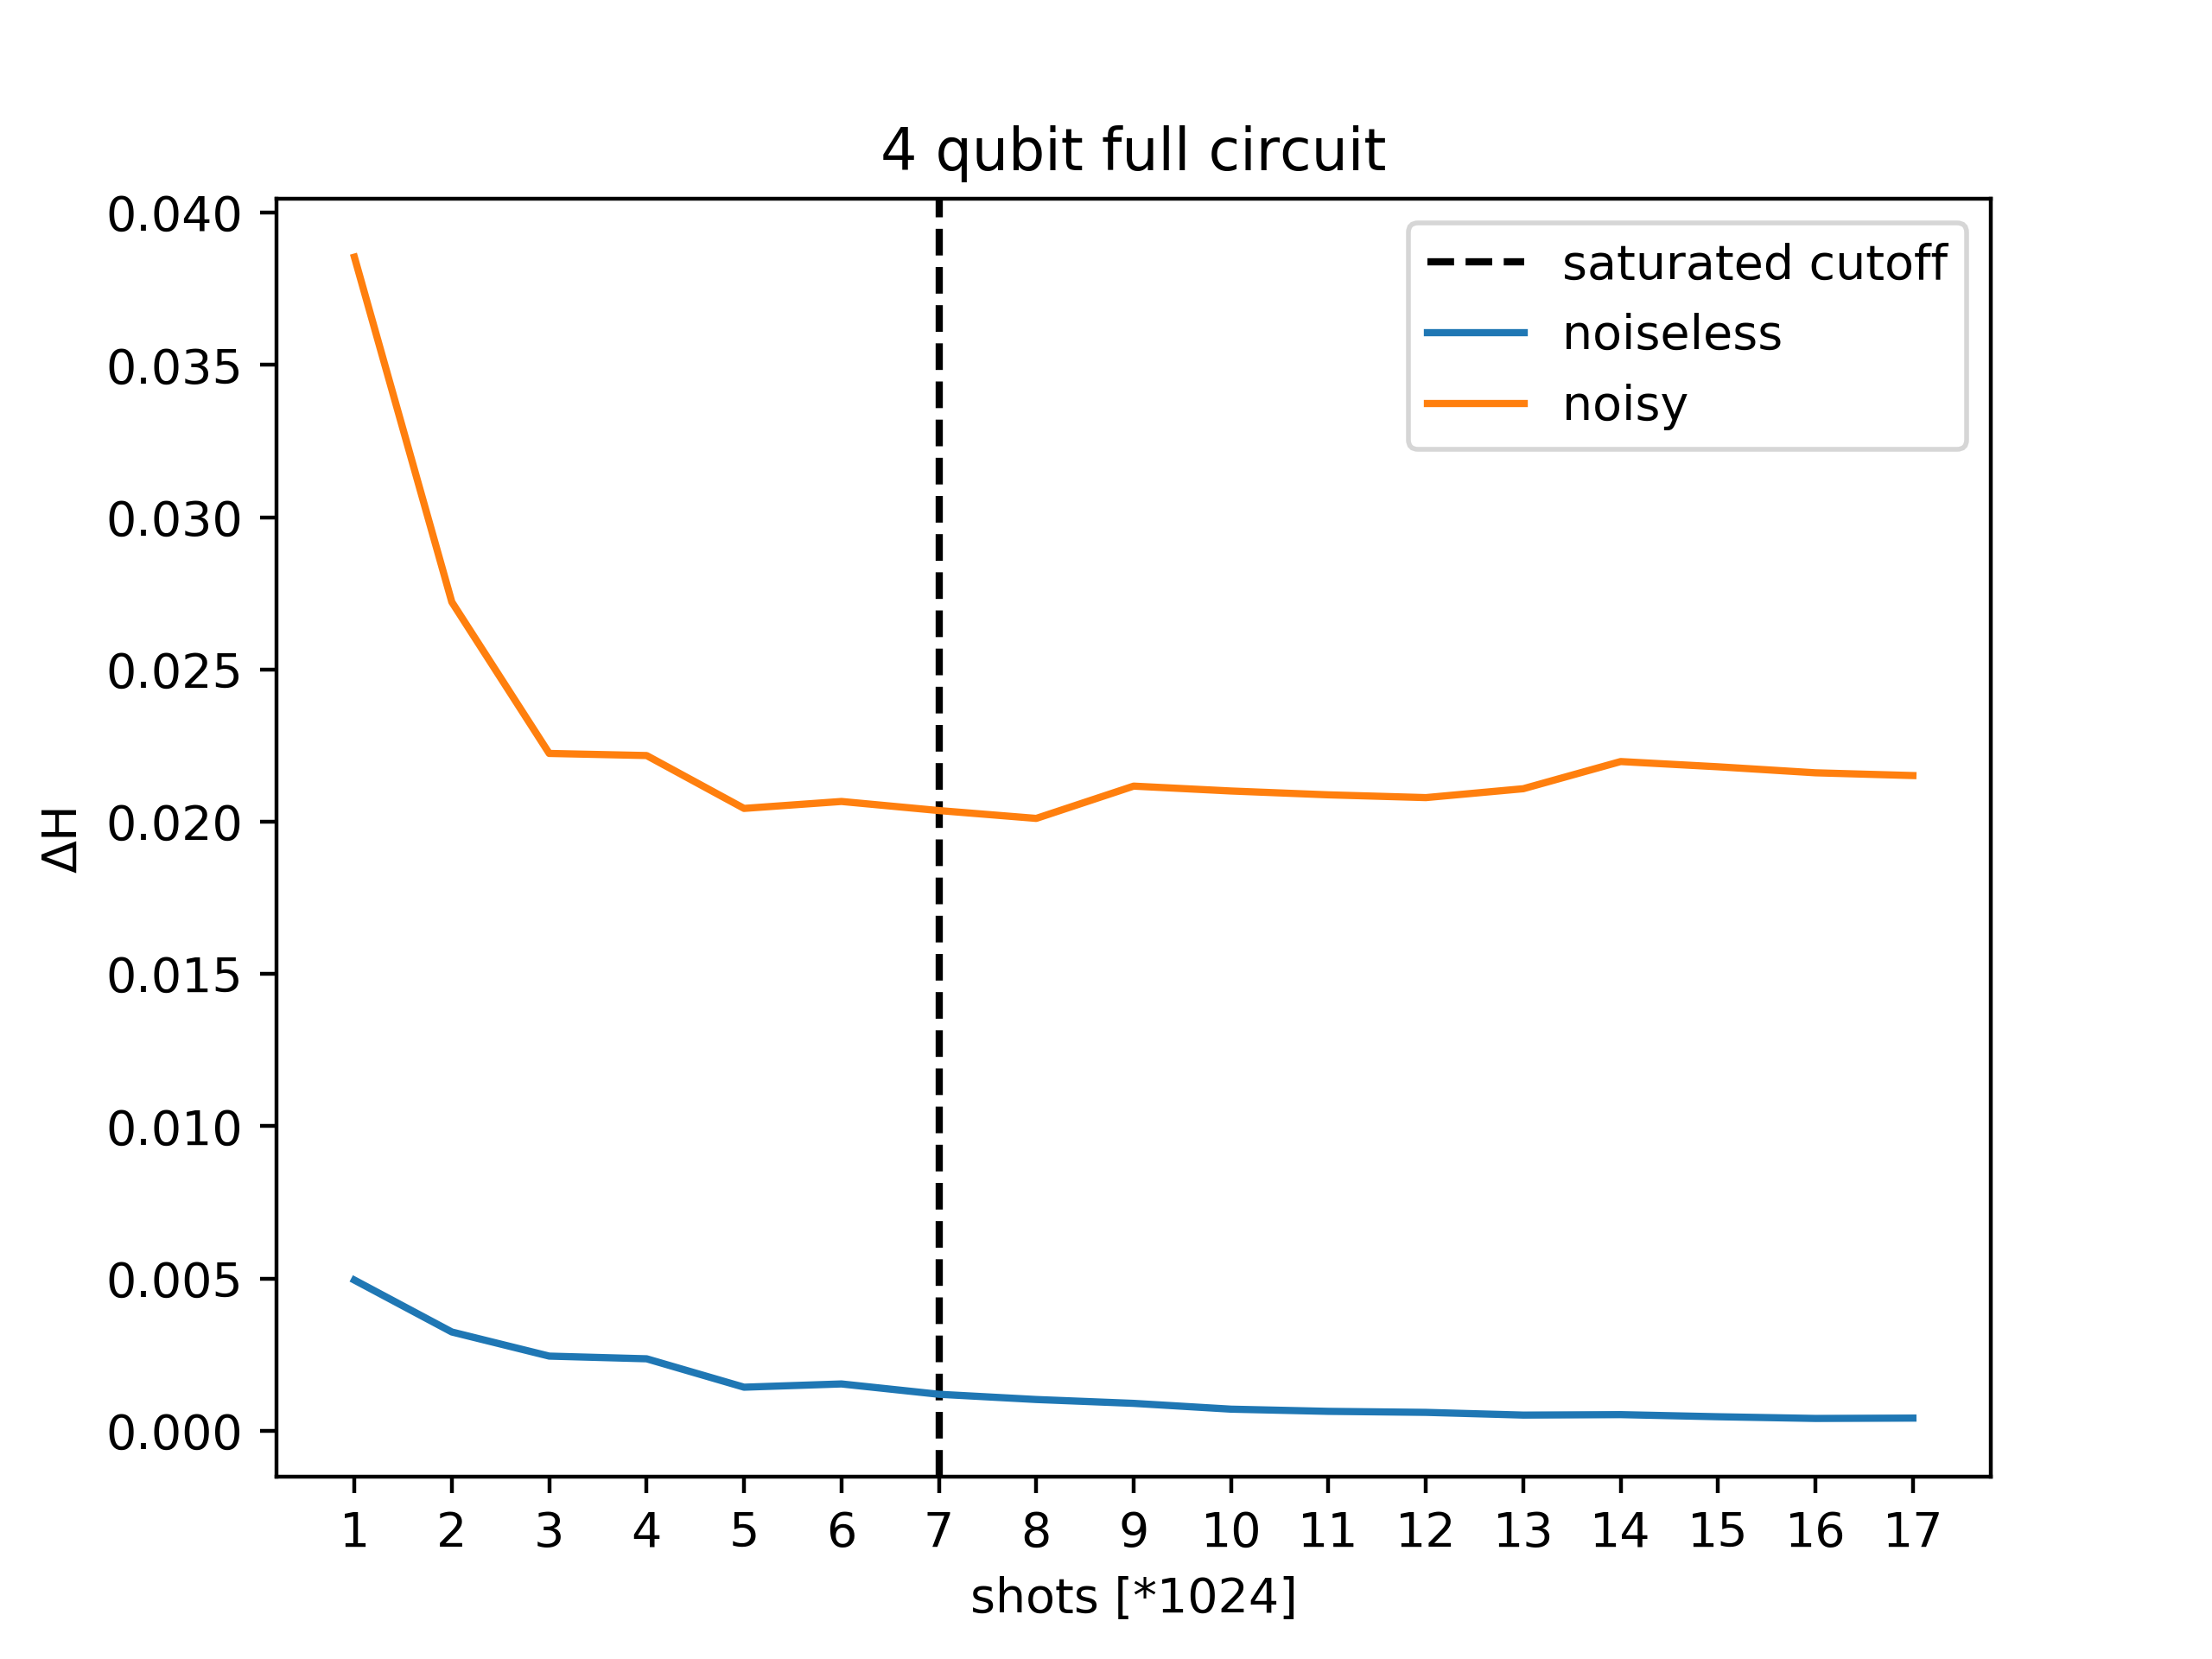 4 qubit full circuit
0.040
0.035
0.030
0.025
0.020
0.015
0.010
0.005
0.000
ΔH
saturated cutoff
noiseless
noisy
1 2 3 4 5 6 7 8 9 10 11 12 13 14 15 16 17
shots [*1024]